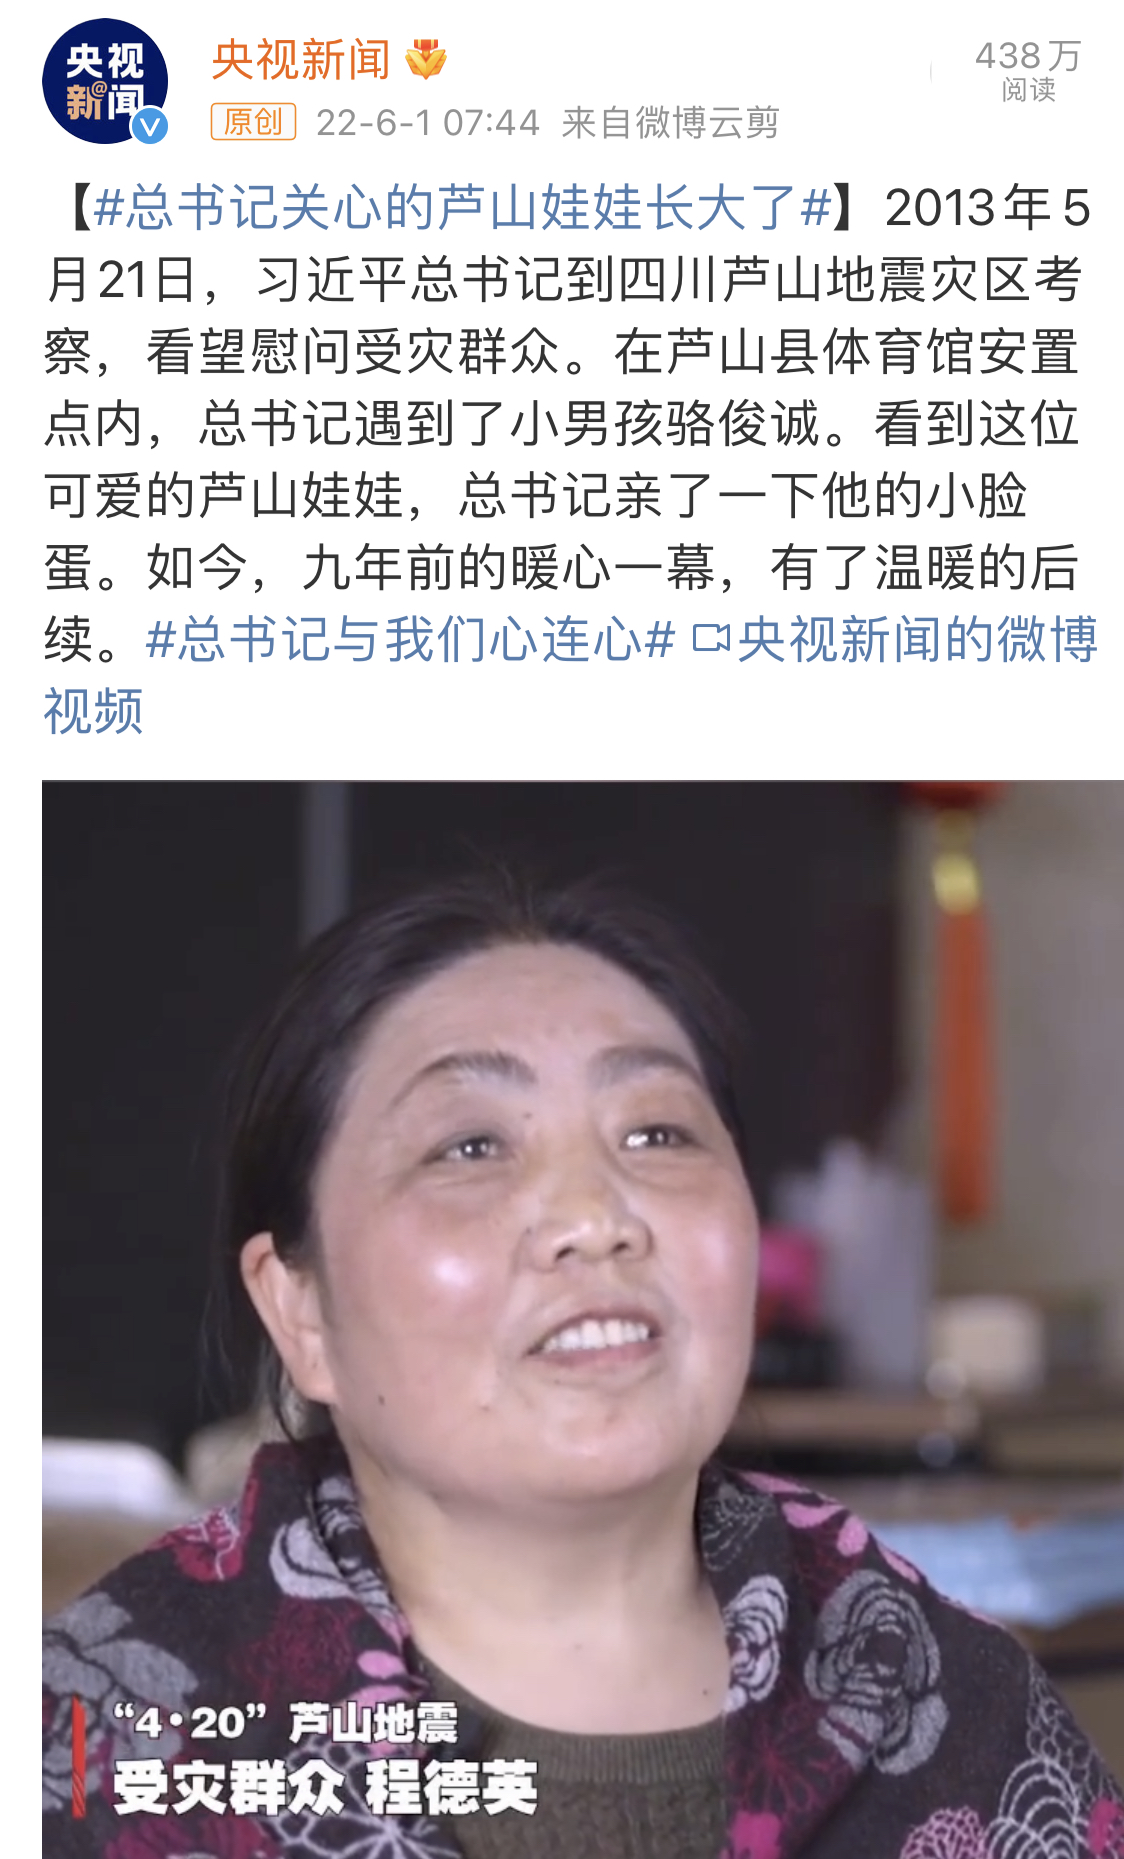 央视
新@闻
央视新闻
438万
阅读
原创 22-6-1 07:44 来自微博云剪
【#总书记关心的芦山娃娃长大了#】2013年5
月21日，习近平总书记到四川芦山地震灾区考
察，看望慰问受灾群众。在芦山县体育馆安置
点内，总书记遇到了小男孩骆俊诚。看到这位
可爱的芦山娃娃，总书记亲了一下他的小脸
蛋。如今，九年前的暖心一幕，有了温暖的后
续。#总书记与我们心连心# 央视新闻的微博
视频
“4·20”芦山地震
受灾群众 程德英